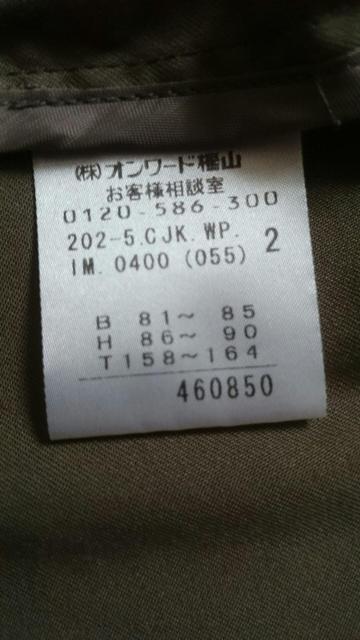 (株)オンワード樫山
お客様相談室
0120-586-300
202-5.CJK.WP. 2
IM. 0400 (055)
B 81～ 85
H 86～ 90
T 158～164
460850